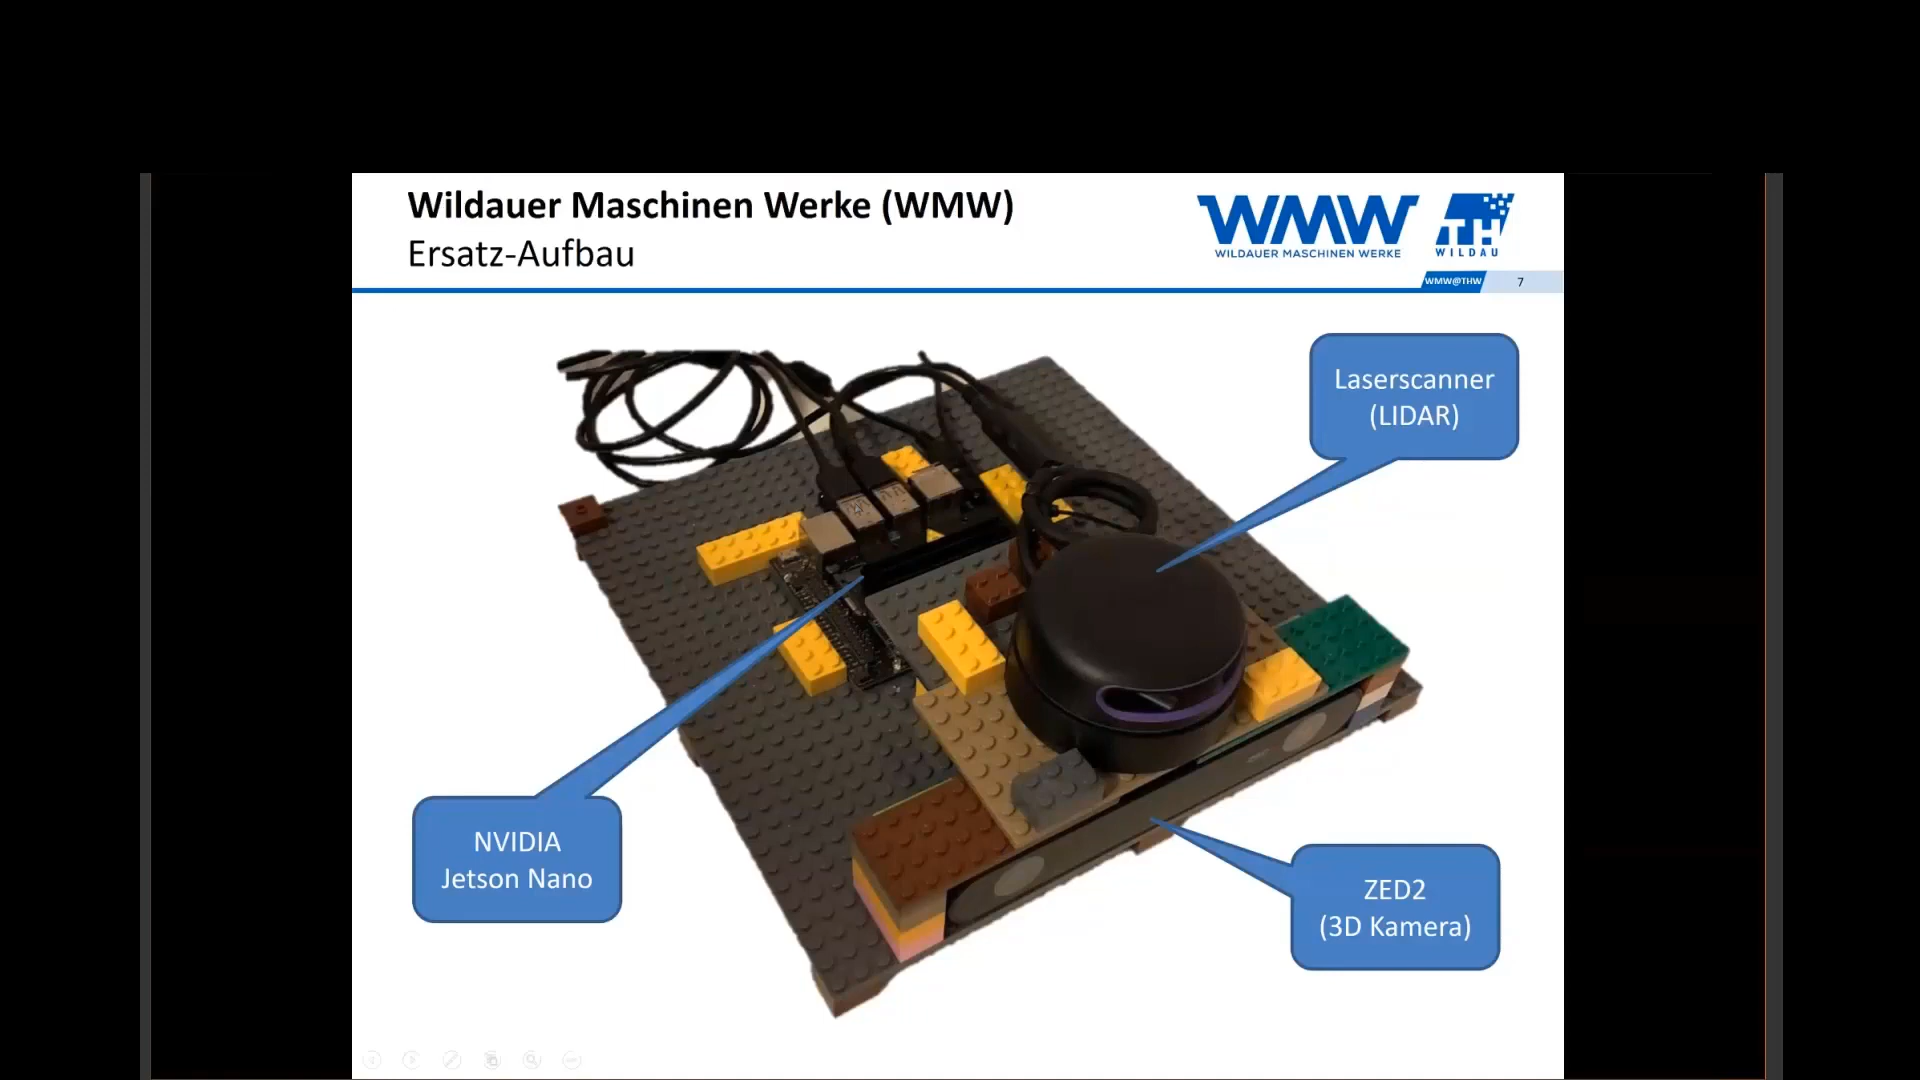 Wildauer Maschinen Werke (WMW)
Ersatz-Aufbau
WMW
WILDAUER MASCHINEN WERKE
TH
WILDAU
WMW@THW
7
Laserscanner
(LIDAR)
NVIDIA
Jetson Nano
ZED2
(3D Kamera)